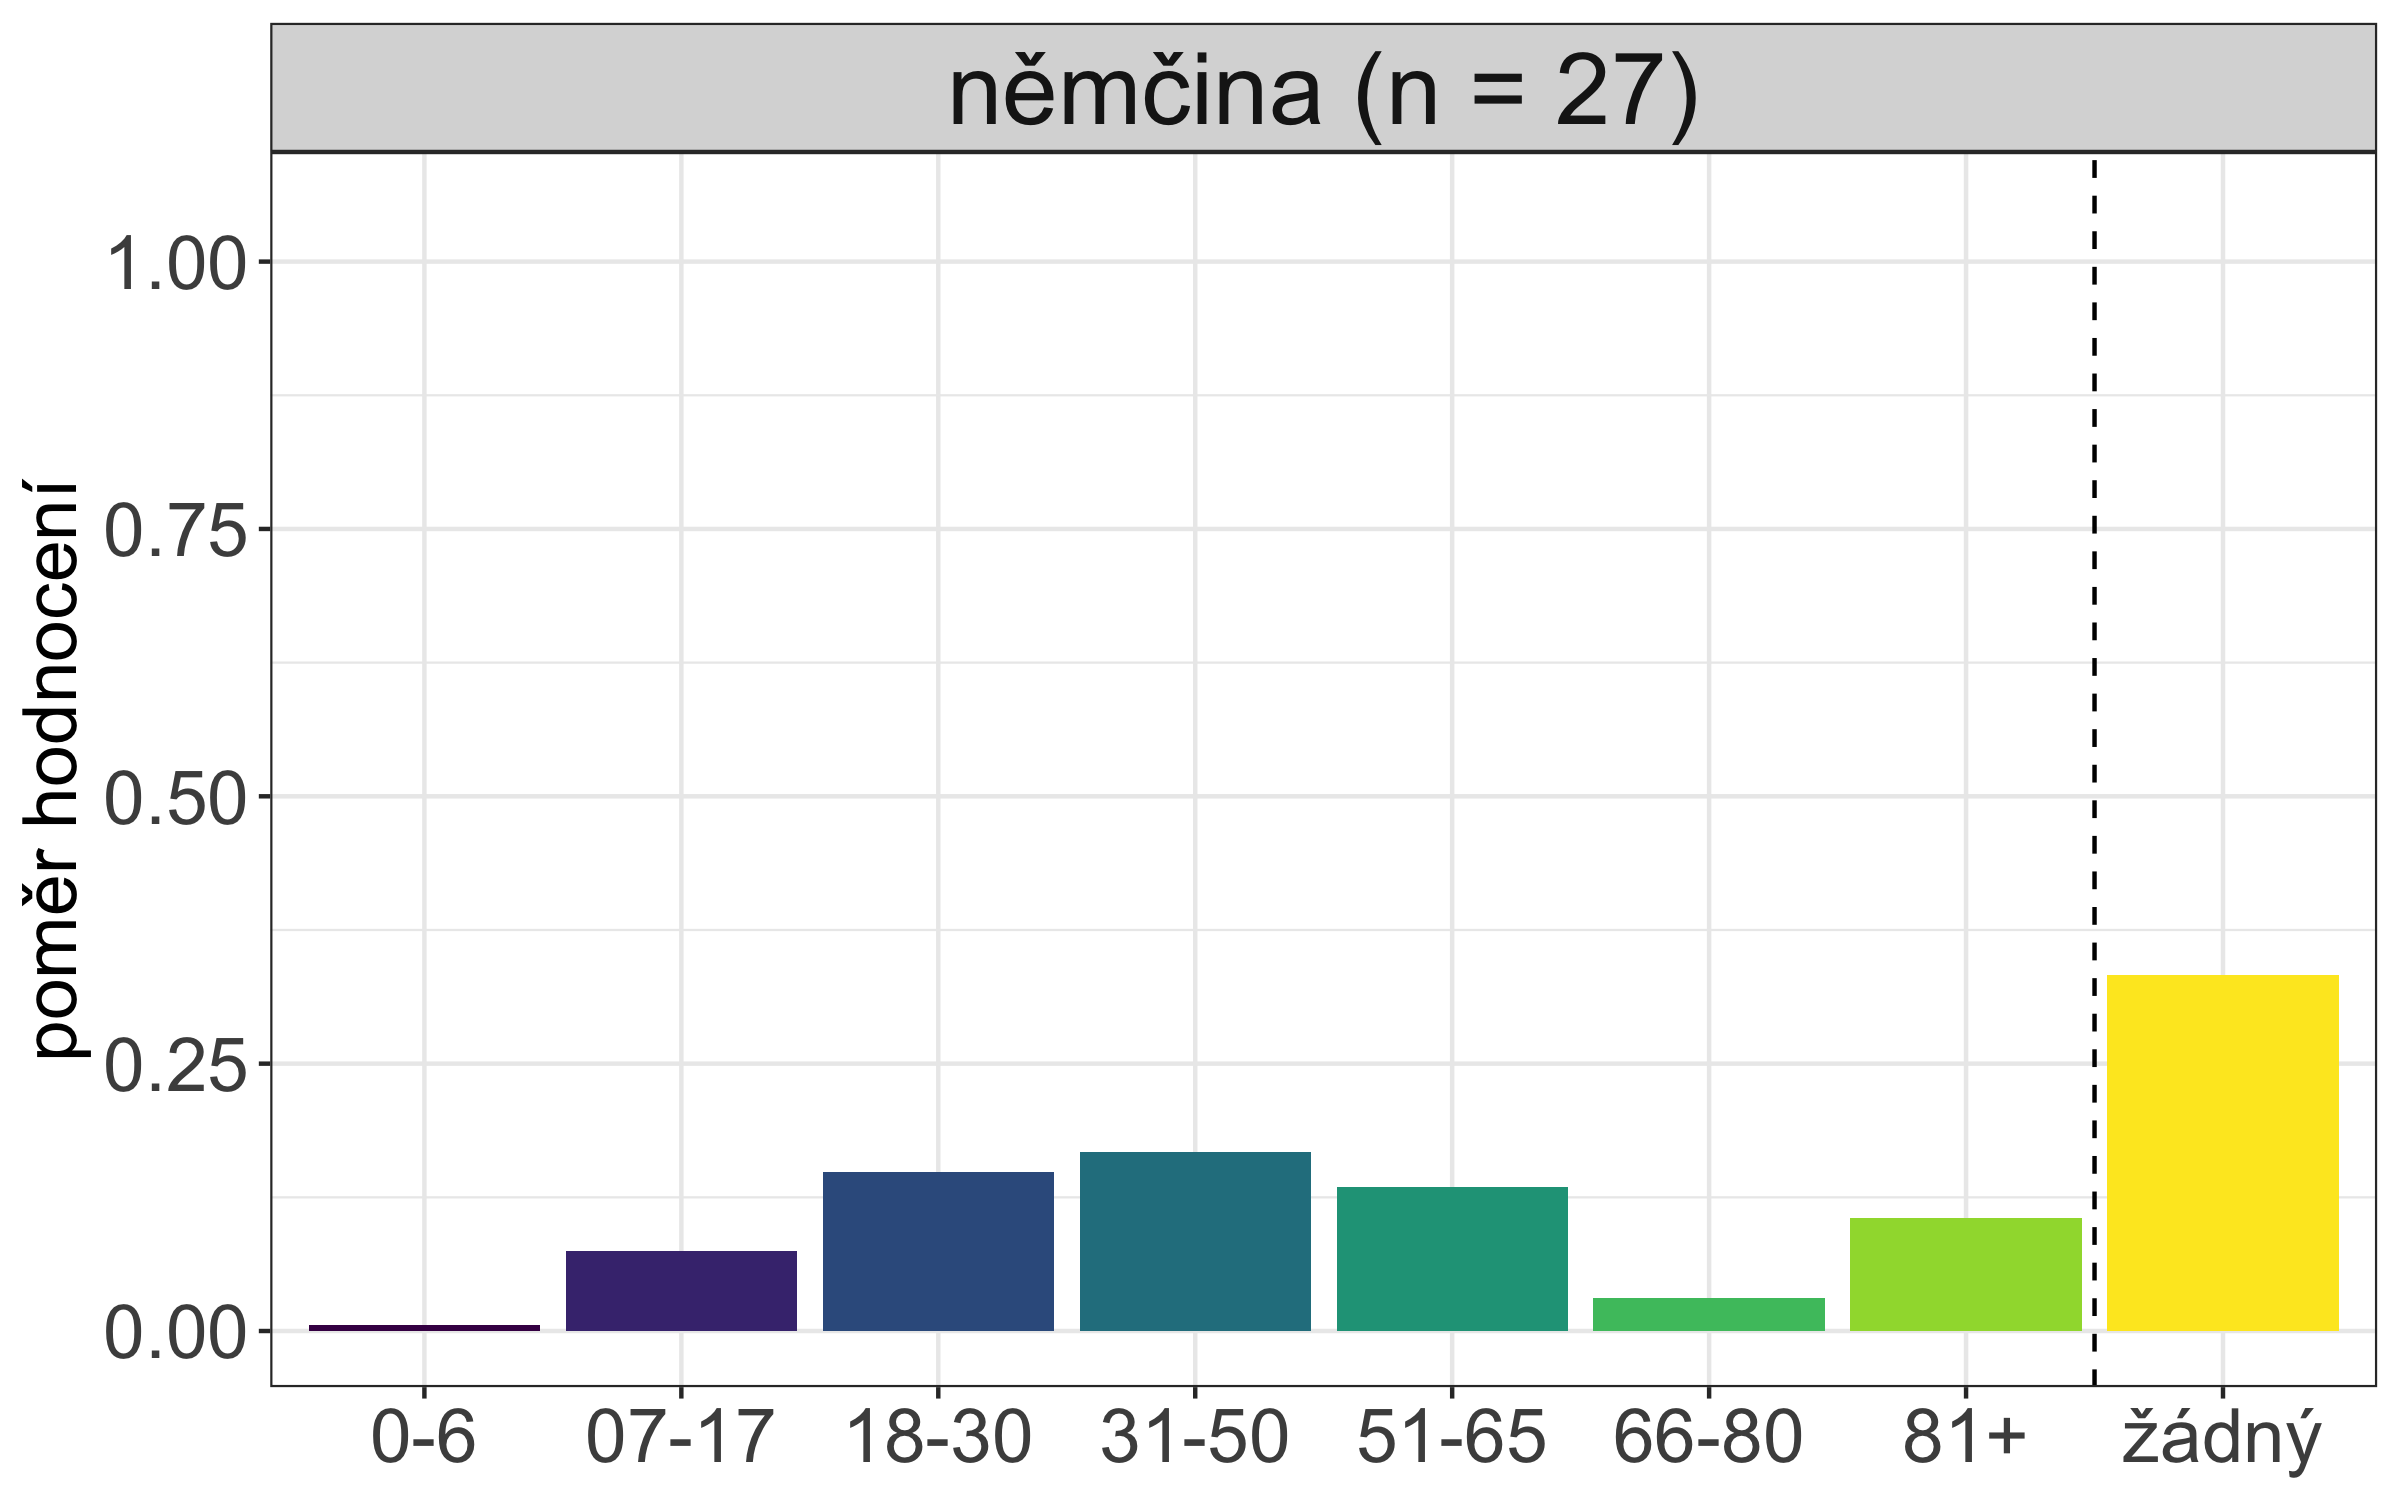 němčina (n = 27)
poměr hodnocení
1.00
0.75
0.50
0.25
0.00
0-6 07-17 18-30 31-50 51-65 66-80 81+ žádný